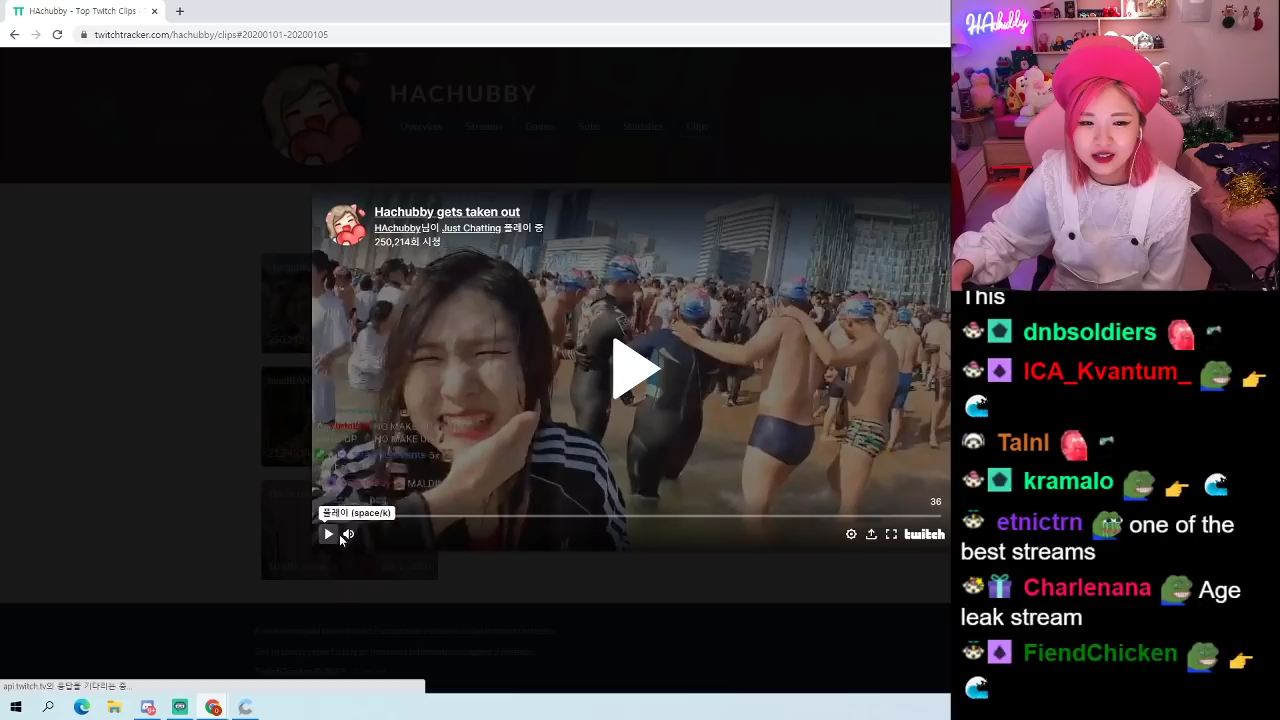 HAchubby - Top Twitch Clips -
twitchtracker.com/hachubby/clips#20200101-20200105
HACHUBBY
Overview Streams Games Subs Statistics Clips
Hachubby gets taken out
HAchubby님이 Just Chatting 플레이 중
250,214회 시청
NO MAKE
NO MAKE
36
플레이 (space/k)
twitch
api.twitch.tv의 응답을 기다리는 중...
HAchubby
This
dnbsoldiers
ICA_Kvantum_
Talnl
kramalo
etnictrn one of the
best streams
Charlenana Age
leak stream
FiendChicken